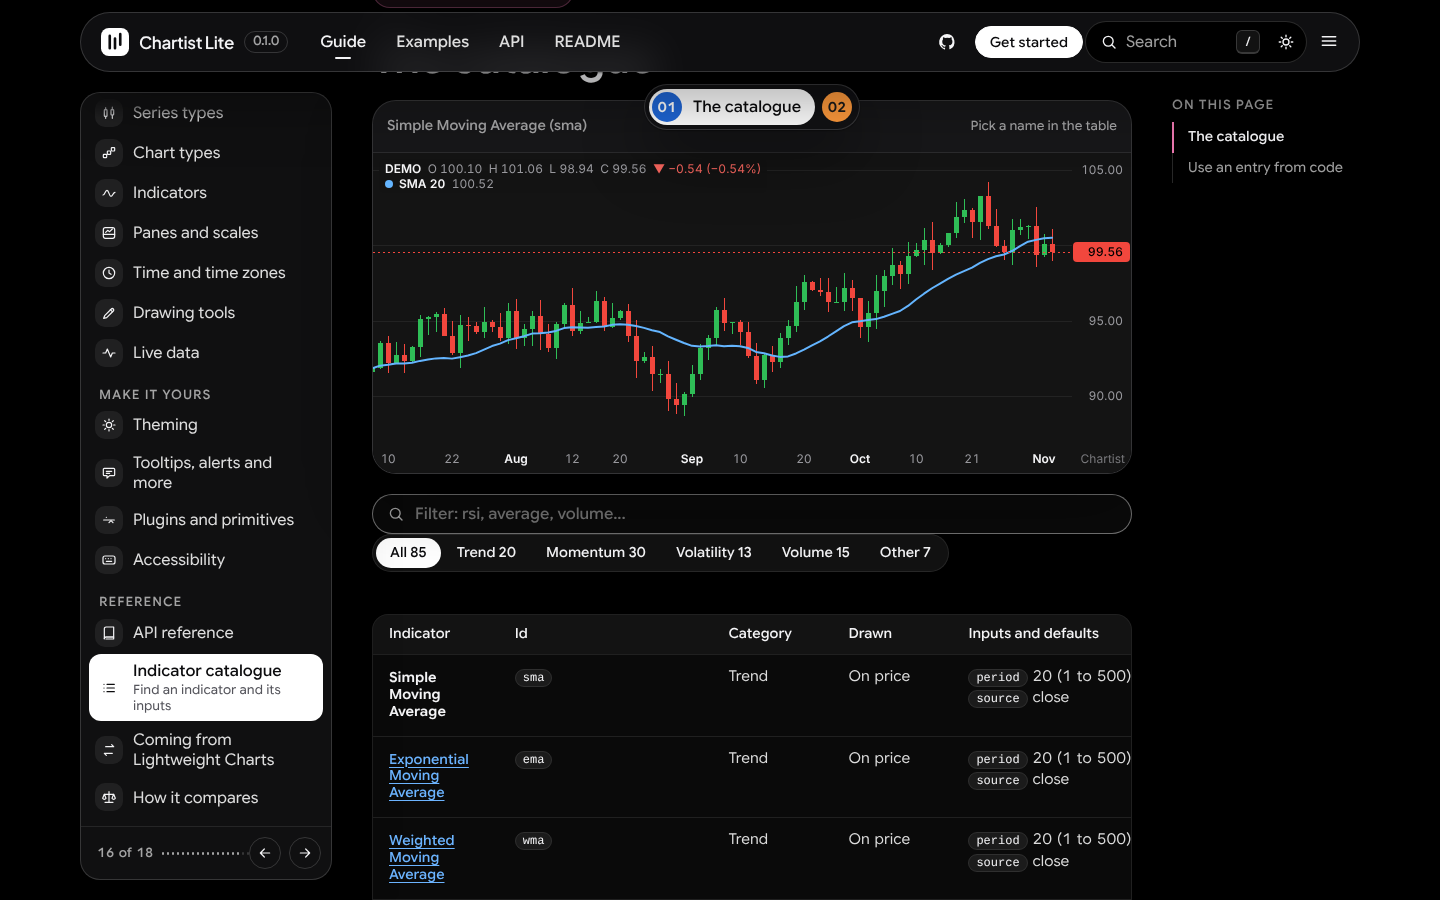 Chartist Lite 0.1.0 Guide Examples API README Get started Search /
The catalogue
01 The catalogue 02
Series types
Chart types
Indicators
Panes and scales
Time and time zones
Drawing tools
Live data
MAKE IT YOURS
Theming
Tooltips, alerts and
more
Plugins and primitives
Accessibility
REFERENCE
API reference
Indicator catalogue
Find an indicator and its
inputs
Coming from
Lightweight Charts
How it compares
16 of 18
Simple Moving Average (sma) Pick a name in the table
DEMO O 100.10 H 101.06 L 98.94 C 99.56 ▼ −0.54 (−0.54%)
SMA 20 100.52
105.00
99.56
95.00
90.00
10 22 Aug 12 20 Sep 10 20 Oct 10 21 Nov Chartist
Filter: rsi, average, volume...
All 85 Trend 20 Momentum 30 Volatility 13 Volume 15 Other 7
Indicator Id Category Drawn Inputs and defaults
Simple sma Trend On price period 20 (1 to 500)
Moving source close
Average
Exponential ema Trend On price period 20 (1 to 500)
Moving source close
Average
Weighted wma Trend On price period 20 (1 to 500)
Moving source close
Average
ON THIS PAGE
The catalogue
Use an entry from code